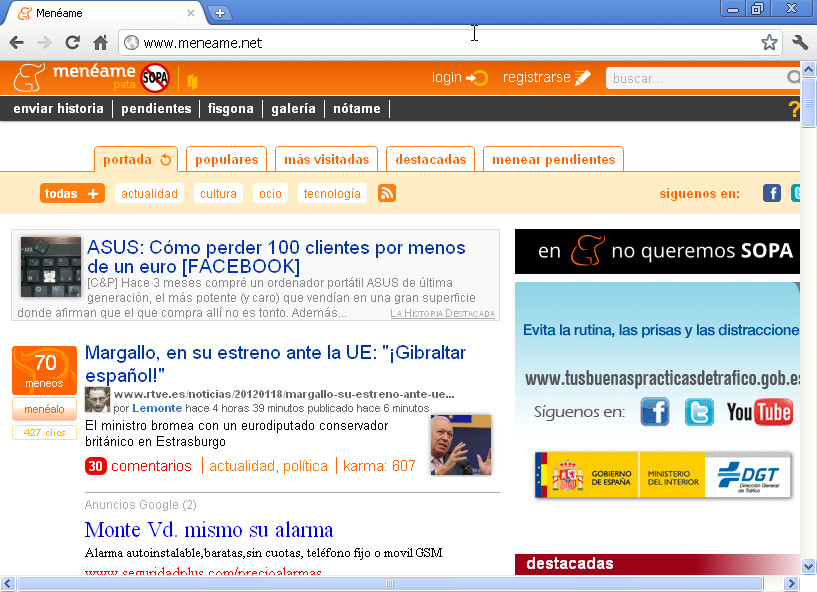 Menéame
www.meneame.net
menéame
beta
SOPA
login
registrarse
buscar...
enviar historia
pendientes
fisgona
galería
nótame
?
portada
populares
más visitadas
destacadas
menear pendientes
todas +
actualidad
cultura
ocio
tecnología
síguenos en:
f
ASUS: Cómo perder 100 clientes por menos
de un euro [FACEBOOK]
[C&P] Hace 3 meses compré un ordenador portátil ASUS de última
generación, el más potente (y caro) que vendían en una gran superficie
donde afirman que el que compra allí no es tonto. Además...
LA HISTORIA DESTACADA
70
meneos
menéalo
427 clics
Margallo, en su estreno ante la UE: "¡Gibraltar
español!"
www.rtve.es/noticias/20120118/margallo-su-estreno-ante-ue...
por Lemonte hace 4 horas 39 minutos publicado hace 6 minutos
El ministro bromea con un eurodiputado conservador
británico en Estrasburgo
30 comentarios
actualidad, política
karma: 607
Anuncios Google (2)
Monte Vd. mismo su alarma
Alarma autoinstalable,baratas,sin cuotas, teléfono fijo o movil GSM
www.seguridadplus.com/precioalarmas
en no queremos SOPA
Evita la rutina, las prisas y las distraccione
www.tusbuenaspracticasdetrafico.gob.es
Síguenos en:
f
t
YouTube
GOBIERNO
DE ESPAÑA
MINISTERIO
DEL INTERIOR
DGT
Dirección General
de Tráfico
destacadas